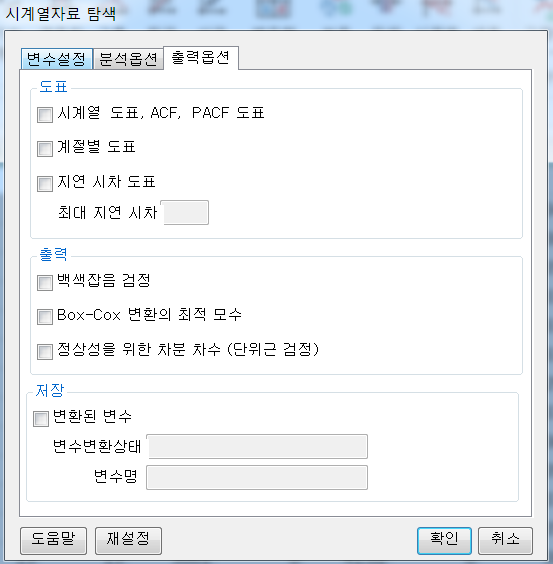 시계열자료 탐색
변수설정 분석옵션 출력옵션
도표
시계열 도표, ACF, PACF 도표
계절별 도표
지연 시차 도표
최대 지연 시차
출력
백색잡음 검정
Box-Cox 변환의 최적 모수
정상성을 위한 차분 차수 (단위근 검정)
저장
변환된 변수
변수변환상태
변수명
도움말 재설정 확인 취소